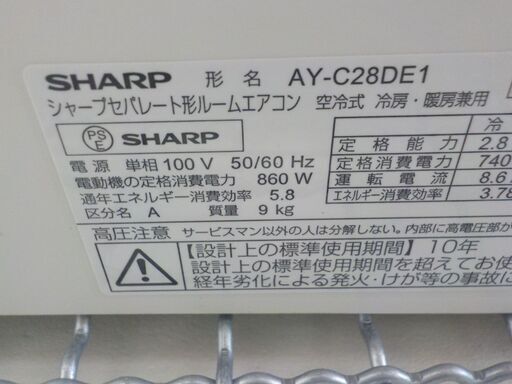 SHARP 形 名 AY-C28DE1
シャープセパレート形ルームエアコン 空冷式 冷房・暖房兼用
PS E SHARP
電 源 単相 100 V 50/60 Hz
電動機の定格消費電力 860 W
通年エネルギー消費効率 5.8
区分名 A 質 量 9 kg
冷
定 格 能 力 2.8
定格消費電力 740
運 転 電 流 8.6
エネルギー消費効率 3.78
高圧注意 サービスマン以外の人は分解しない。内部に高電圧部が
【設計上の標準使用期間】10年
設計上の標準使用期間を超えてお使
経年劣化による発火・けが等の事故に